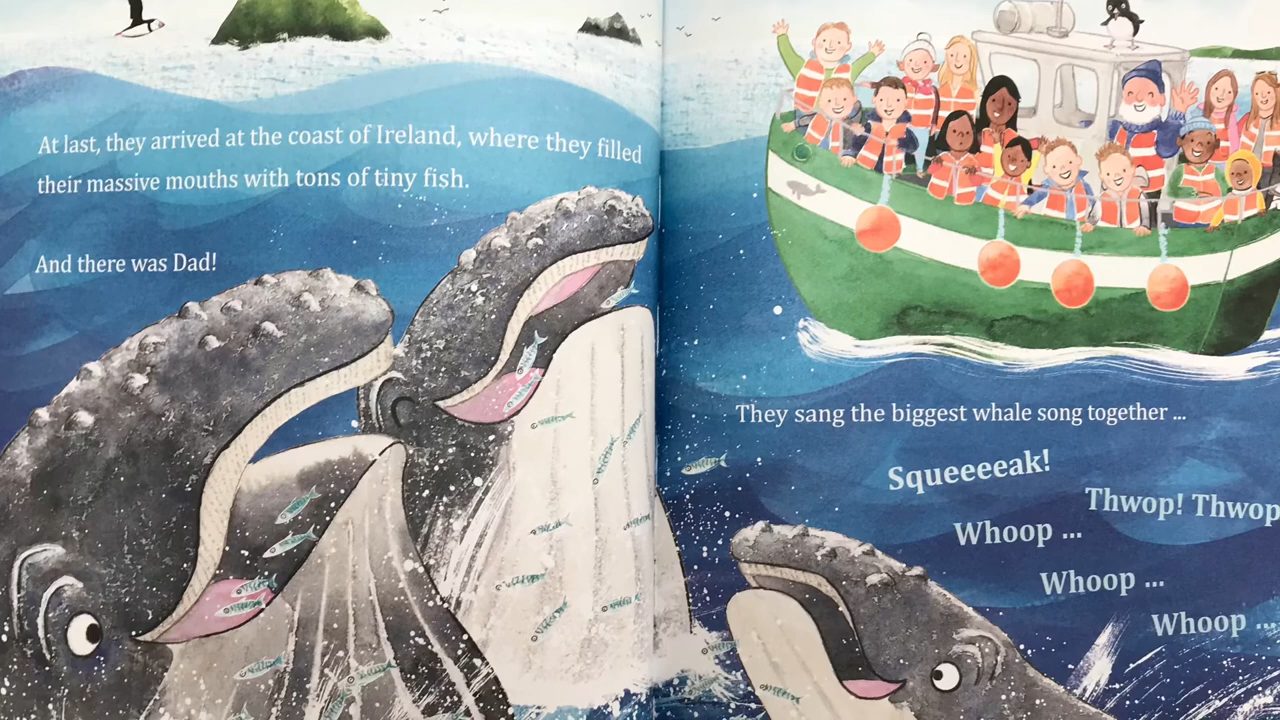 At last, they arrived at the coast of Ireland, where they filled
their massive mouths with tons of tiny fish.
And there was Dad!
They sang the biggest whale song together ...
Squeeeeak!
Thwop! Thwop
Whoop ...
Whoop ...
Whoop ...